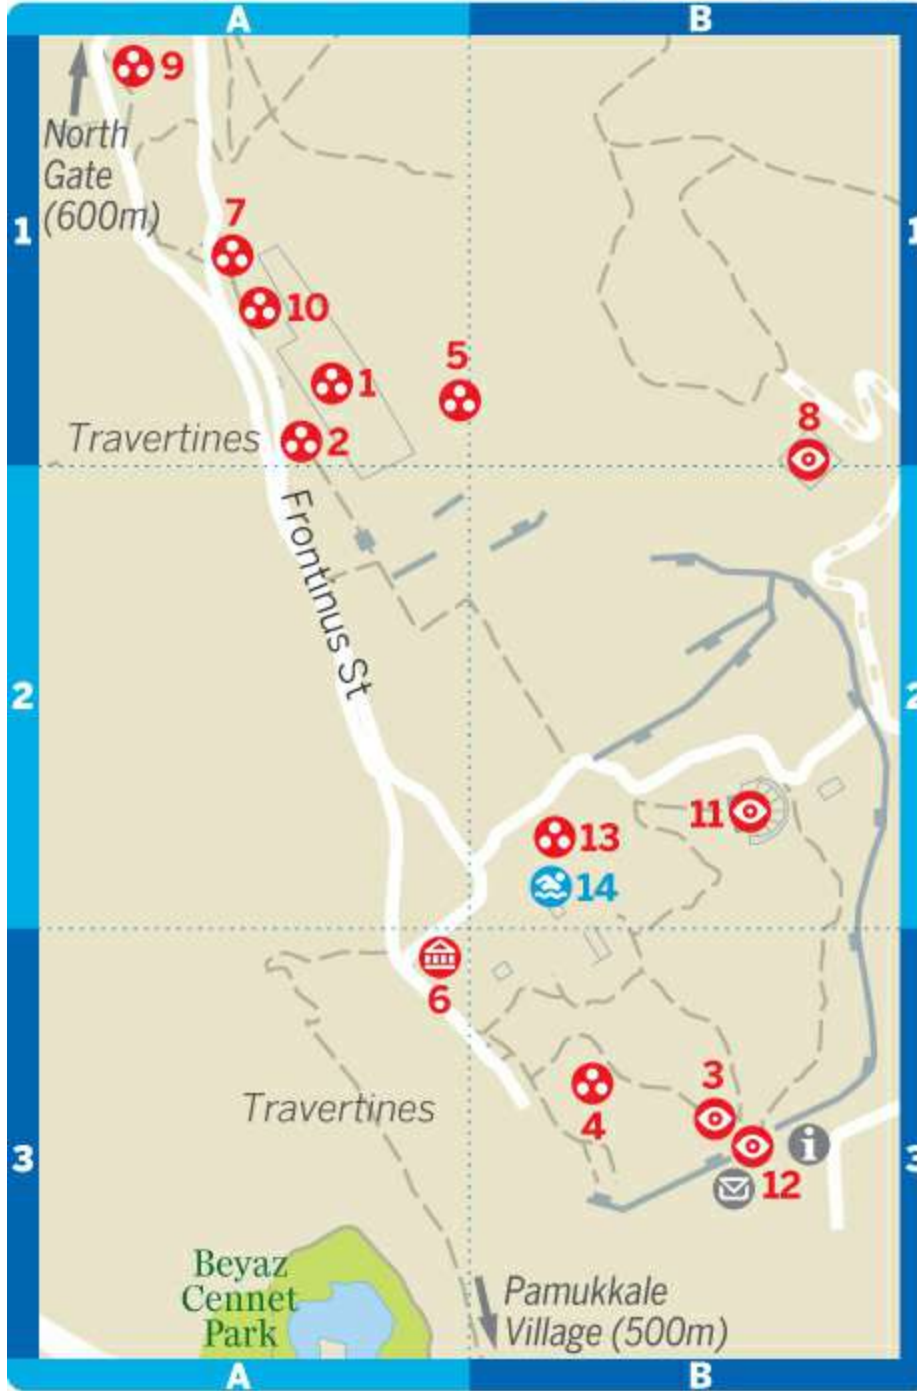 A
B
9
North
Gate
(600m)
1
1
7
10
5
1
8
Travertines
2
Frontinus St
2
2
11
13
14
6
Travertines
3
4
3
3
12
Beyaz
Cennet
Park
Pamukkale
Village (500m)
A
B